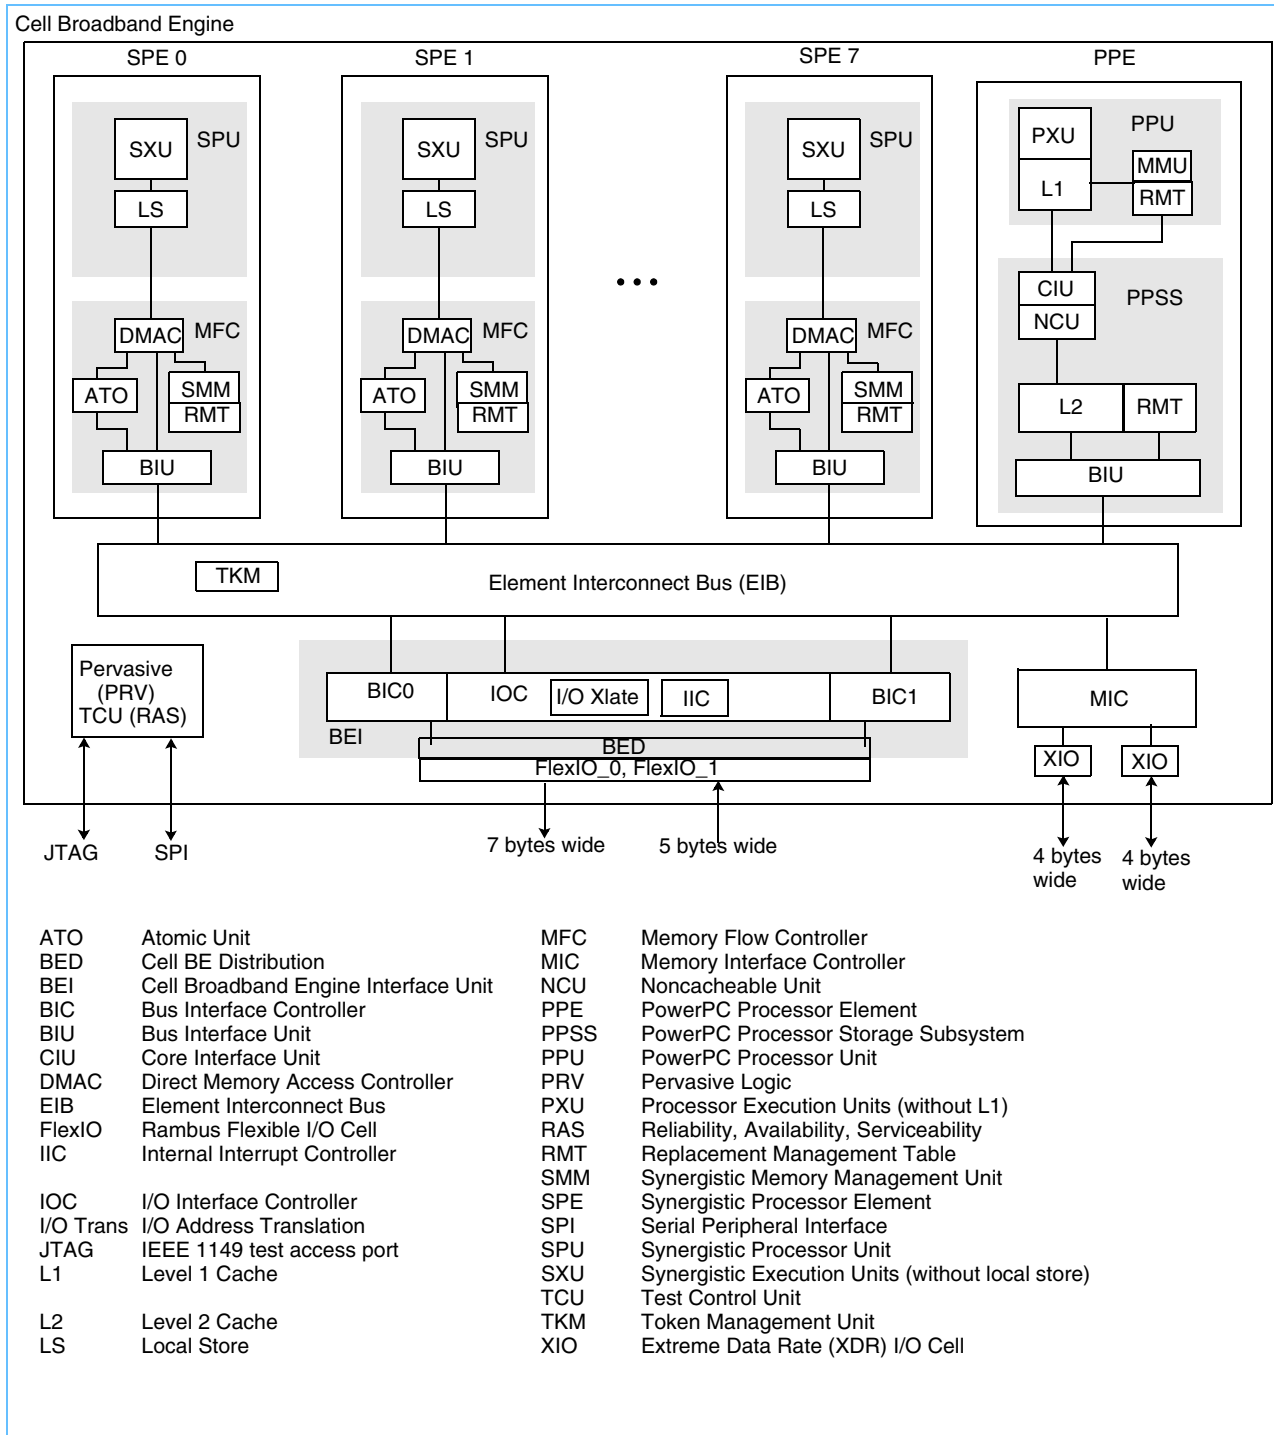 Cell Broadband Engine
SPE 0
SPE 1
SPE 7
PPE
SXU
SPU
LS
DMAC
MFC
ATO
SMM
RMT
BIU
SXU
SPU
LS
DMAC
MFC
ATO
SMM
RMT
BIU
...
SXU
SPU
LS
DMAC
MFC
ATO
SMM
RMT
BIU
PXU
PPU
L1
MMU
RMT
CIU
NCU
PPSS
L2
RMT
BIU
TKM
Element Interconnect Bus (EIB)
Pervasive
(PRV)
TCU (RAS)
JTAG
SPI
BIC0
IOC
I/O Xlate
IIC
BIC1
BEI
BED
FlexIO_0, FlexIO_1
7 bytes wide
5 bytes wide
MIC
XIO
XIO
4 bytes
wide
4 bytes
wide
ATO Atomic Unit
BED Cell BE Distribution
BEI Cell Broadband Engine Interface Unit
BIC Bus Interface Controller
BIU Bus Interface Unit
CIU Core Interface Unit
DMAC Direct Memory Access Controller
EIB Element Interconnect Bus
FlexIO Rambus Flexible I/O Cell
IIC Internal Interrupt Controller
IOC I/O Interface Controller
I/O Trans I/O Address Translation
JTAG IEEE 1149 test access port
L1 Level 1 Cache
L2 Level 2 Cache
LS Local Store
MFC Memory Flow Controller
MIC Memory Interface Controller
NCU Noncacheable Unit
PPE PowerPC Processor Element
PPSS PowerPC Processor Storage Subsystem
PPU PowerPC Processor Unit
PRV Pervasive Logic
PXU Processor Execution Units (without L1)
RAS Reliability, Availability, Serviceability
RMT Replacement Management Table
SMM Synergistic Memory Management Unit
SPE Synergistic Processor Element
SPI Serial Peripheral Interface
SPU Synergistic Processor Unit
SXU Synergistic Execution Units (without local store)
TCU Test Control Unit
TKM Token Management Unit
XIO Extreme Data Rate (XDR) I/O Cell